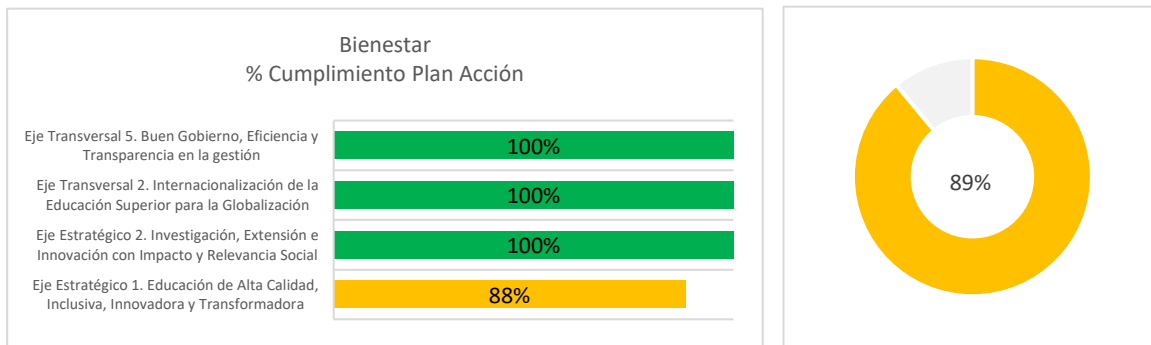 Bienestar
% Cumplimiento Plan Acción
Eje Transversal 5. Buen Gobierno, Eficiencia y
Transparencia en la gestión
100%
Eje Transversal 2. Internacionalización de la
Educación Superior para la Globalización
100%
Eje Estratégico 2. Investigación, Extensión e
Innovación con Impacto y Relevancia Social
100%
Eje Estratégico 1. Educación de Alta Calidad,
Inclusiva, Innovadora y Transformadora
88%
89%